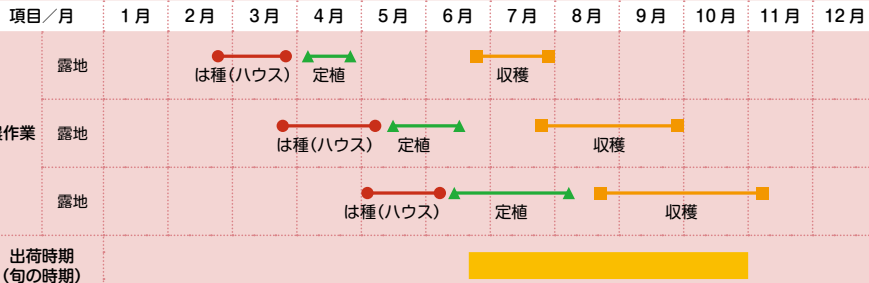 項目／月 1月 2月 3月 4月 5月 6月 7月 8月 9月 10月 11月 12月
露地
は種（ハウス） 定植 収穫
作業 露地
は種（ハウス） 定植 収穫
露地
は種（ハウス） 定植 収穫
出荷時期
（旬の時期）